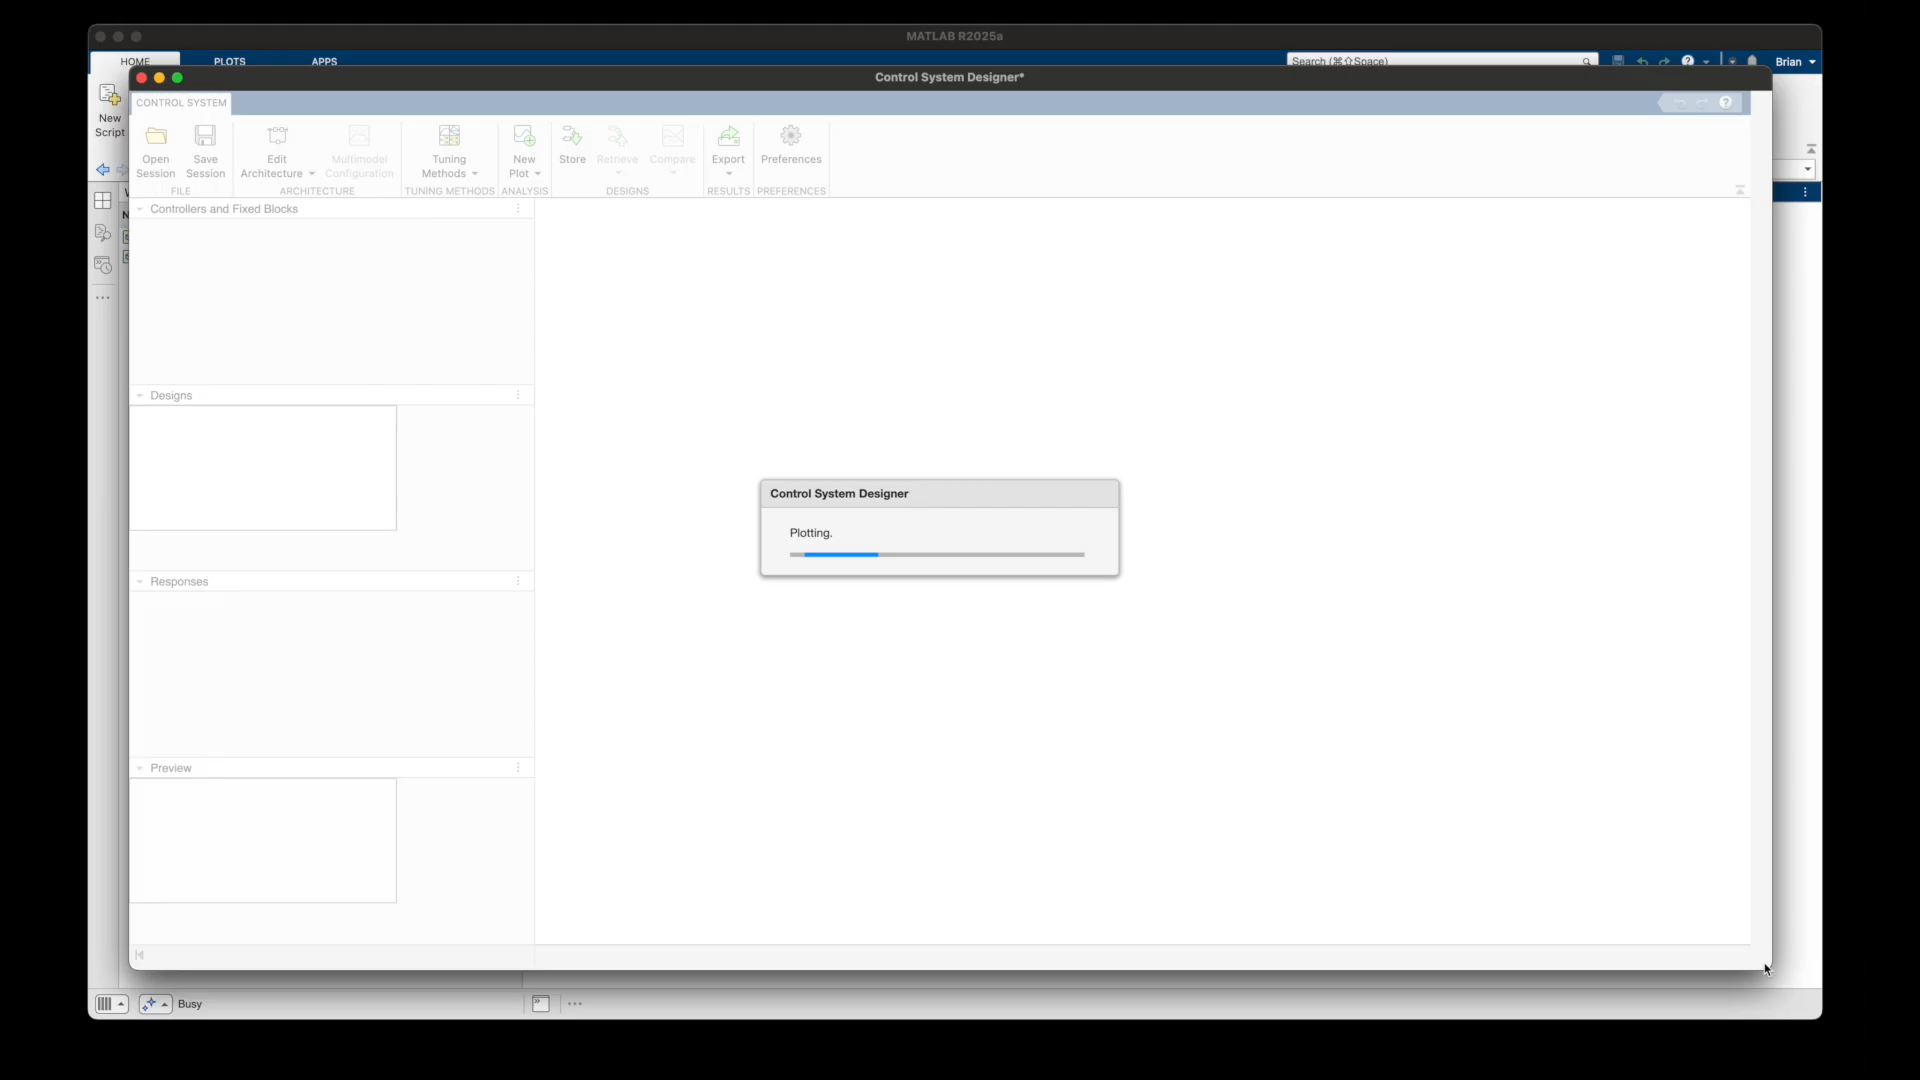 MATLAB R2025a
HOME
PLOTS
APPS
Search (⌘⇧Space)
Brian
Control System Designer*
CONTROL SYSTEM
New
Script
Open
Session
Save
Session
Edit
Architecture
Multimodel
Configuration
Tuning
Methods
New
Plot
Store
Retrieve
Compare
Export
Preferences
FILE
ARCHITECTURE
TUNING METHODS
ANALYSIS
DESIGNS
RESULTS
PREFERENCES
Controllers and Fixed Blocks
Designs
Control System Designer
Plotting.
Responses
Preview
Busy